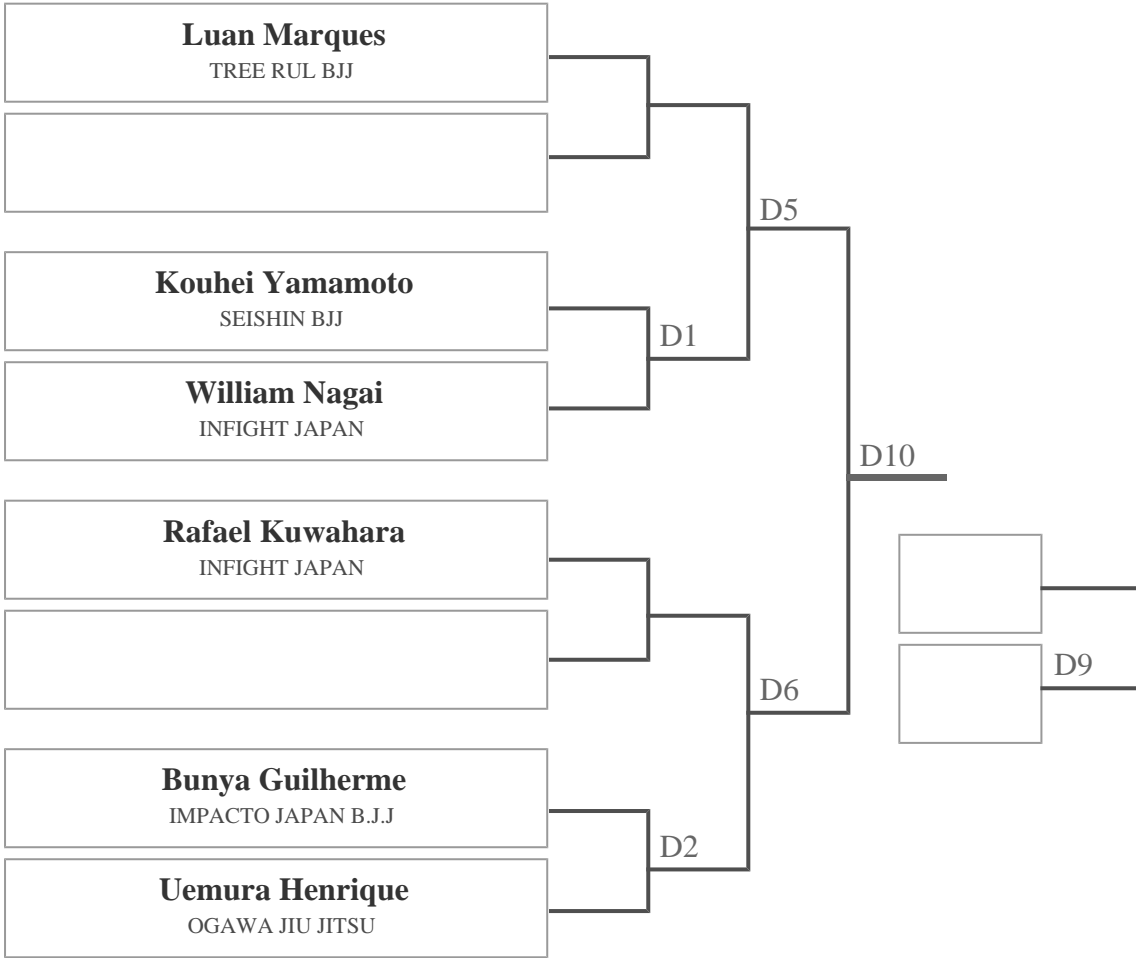 Luan Marques
TREE RUL BJJ
D5
Kouhei Yamamoto
SEISHIN BJJ
D1
William Nagai
INFIGHT JAPAN
D10
Rafael Kuwahara
INFIGHT JAPAN
D9
D6
Bunya Guilherme
IMPACTO JAPAN B.J.J
D2
Uemura Henrique
OGAWA JIU JITSU